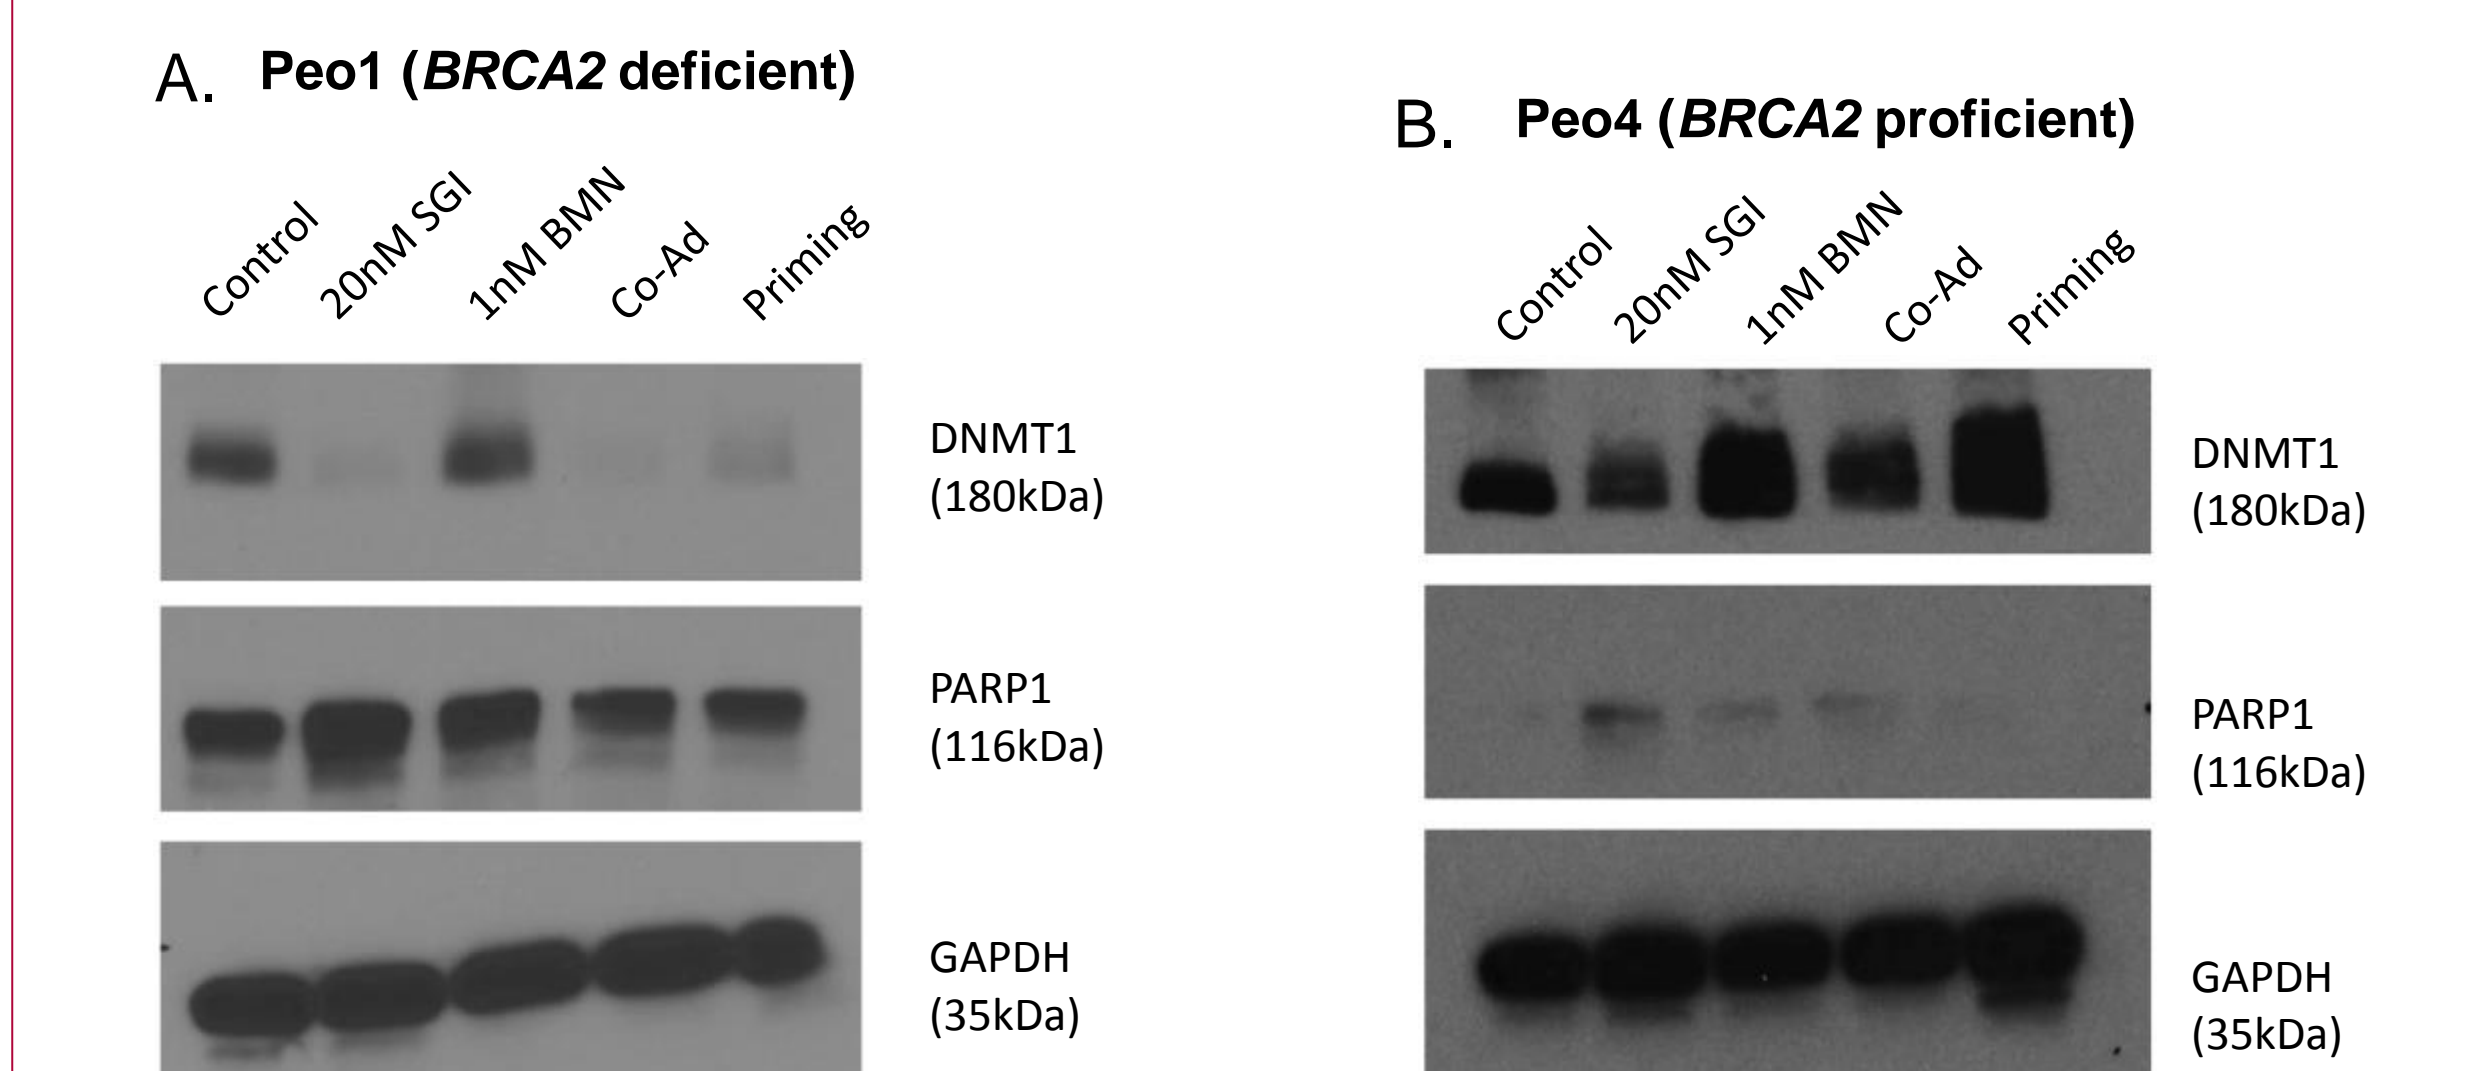 A. Peo1 (BRCA2 deficient)
Control
20nM SGI
1nM BMN
Co-Ad
Priming
DNMT1
(180kDa)
PARP1
(116kDa)
GAPDH
(35kDa)
B. Peo4 (BRCA2 proficient)
Control
20nM SGI
1nM BMN
Co-Ad
Priming
DNMT1
(180kDa)
PARP1
(116kDa)
GAPDH
(35kDa)